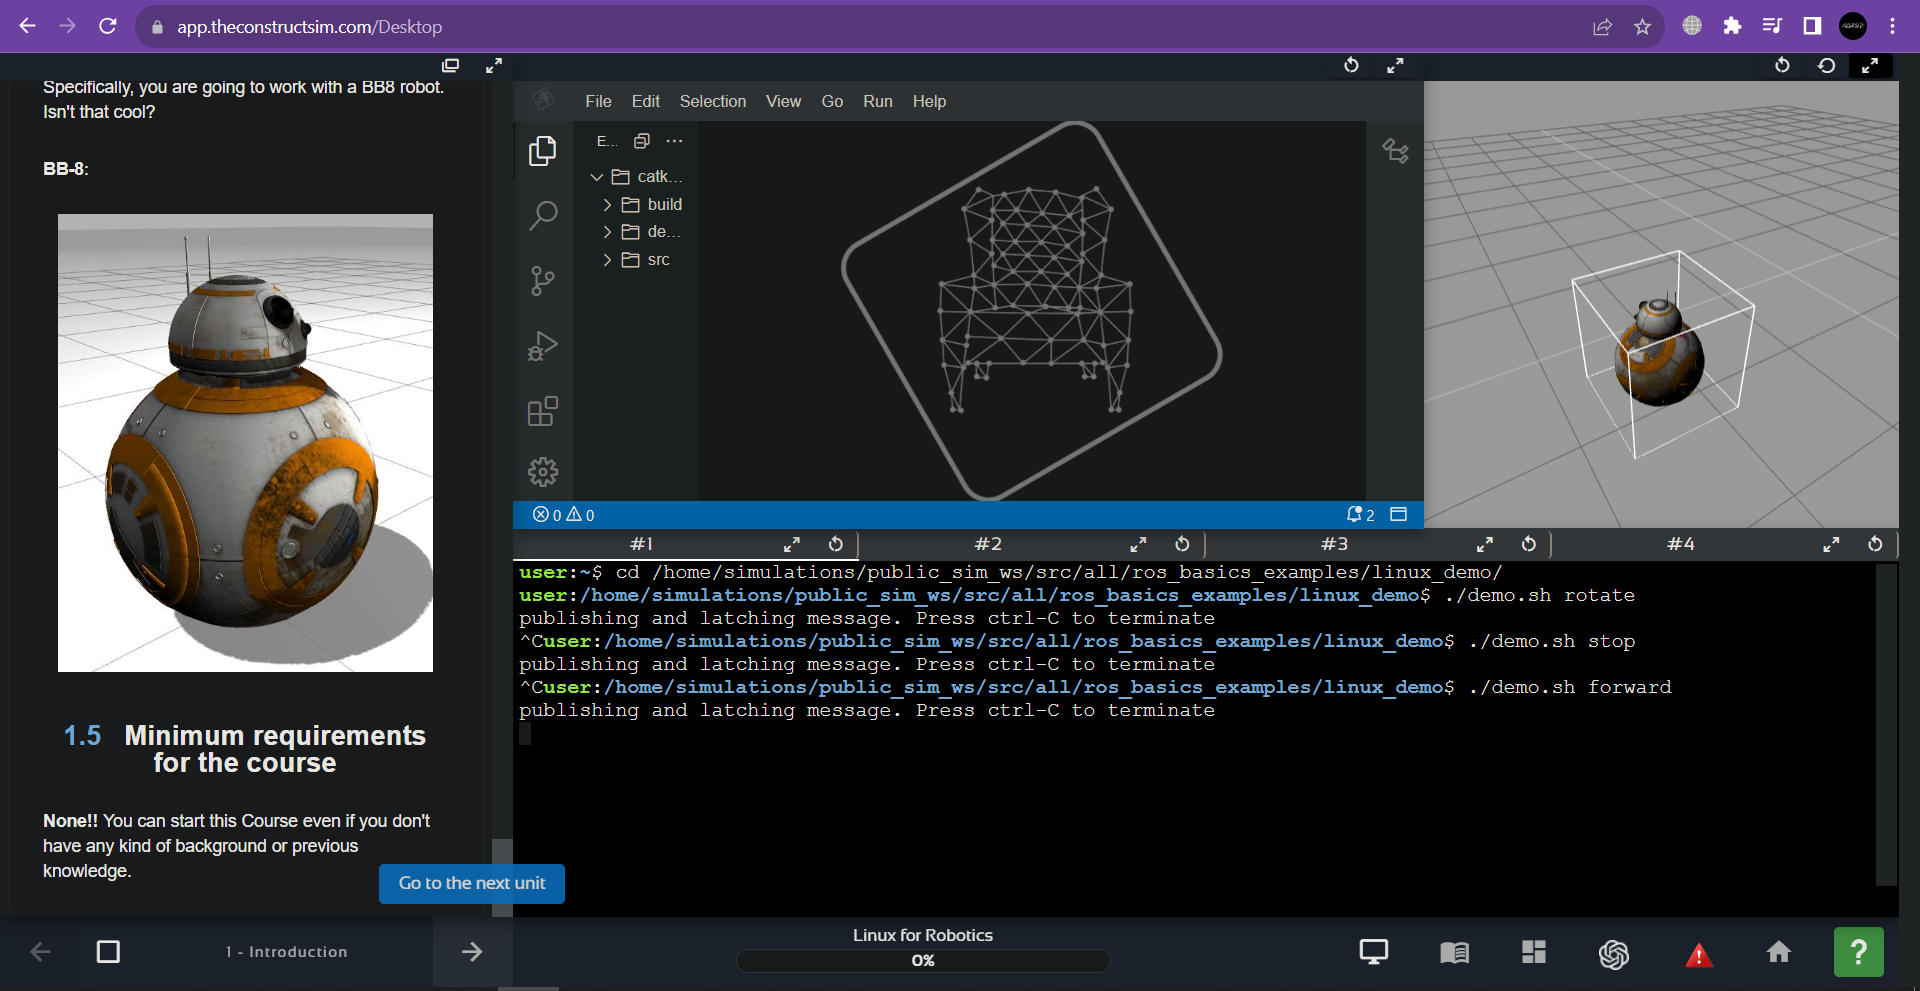 app.theconstructsim.com/Desktop
Specifically, you are going to work with a BB8 robot.
Isn't that cool?
BB-8:
1.5 Minimum requirements
for the course
None!! You can start this Course even if you don't
have any kind of background or previous
knowledge.
Go to the next unit
File Edit Selection View Go Run Help
E...
catk...
build
de...
src
0 0
2
#1 #2 #3 #4
user:~$ cd /home/simulations/public_sim_ws/src/all/ros_basics_examples/linux_demo/
user:/home/simulations/public_sim_ws/src/all/ros_basics_examples/linux_demo$ ./demo.sh rotate
publishing and latching message. Press ctrl-C to terminate
^Cuser:/home/simulations/public_sim_ws/src/all/ros_basics_examples/linux_demo$ ./demo.sh stop
publishing and latching message. Press ctrl-C to terminate
^Cuser:/home/simulations/public_sim_ws/src/all/ros_basics_examples/linux_demo$ ./demo.sh forward
publishing and latching message. Press ctrl-C to terminate
1 - Introduction
Linux for Robotics
0%
?